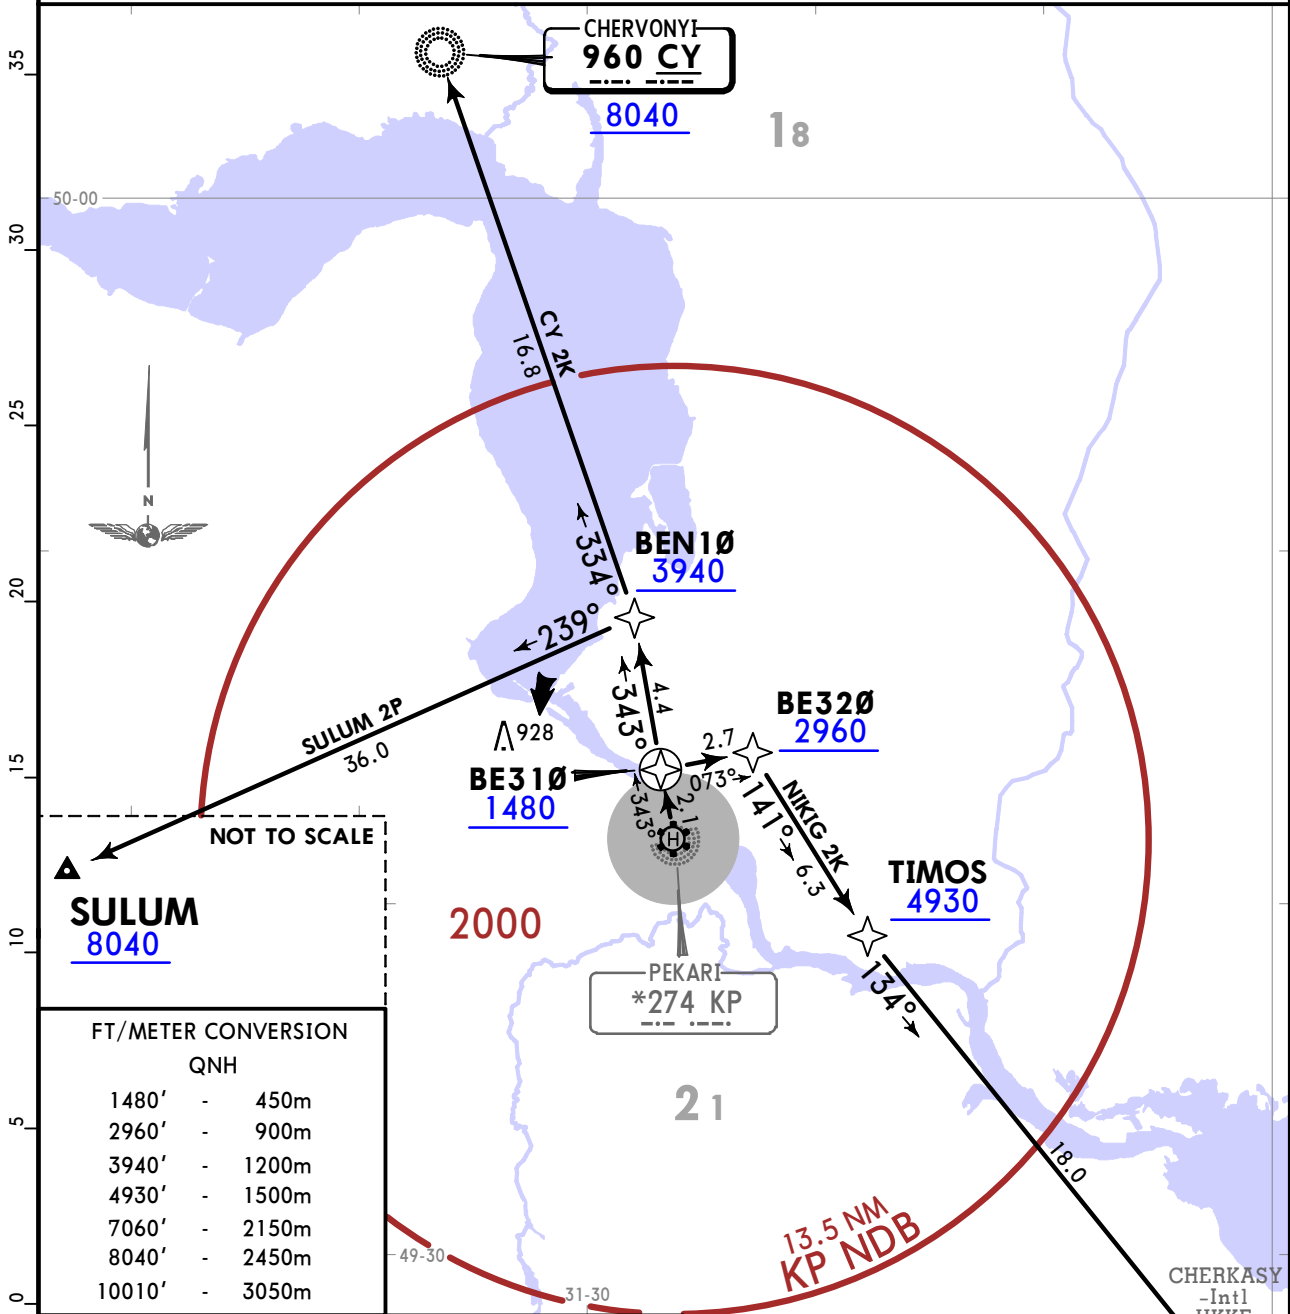 CHERVONYI
960 CY
8040
18
35
50-00
30
CY 2K
16.8
25
N
334°
BEN1Ø
3940
20
239°
343°
4.4
SULUM 2P
36.0
928
BE32Ø
2960
2.7
073°
BE31Ø
1480
15
343°
2.1
H
141°
NIKIG 2K
6.3
NOT TO SCALE
TIMOS
4930
SULUM
8040
2000
10
PEKARI
*274 KP
134°
FT/METER CONVERSION
QNH
1480' - 450m
2960' - 900m
3940' - 1200m
4930' - 1500m
7060' - 2150m
8040' - 2450m
10010' - 3050m
21
5
18.0
13.5 NM
KP NDB
49-30
31-30
0
CHERKASY
-Intl